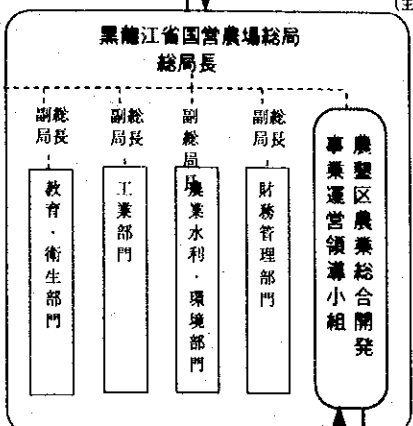 (主
黒龍江省国営農場総局
総局長
副総
局長
教育・衛生部門
副総
局長
工業部門
副総局長
農業水利・環境部門
副総
局長
財務管理部門
農墾区農業総合開発
事業運営領導小組